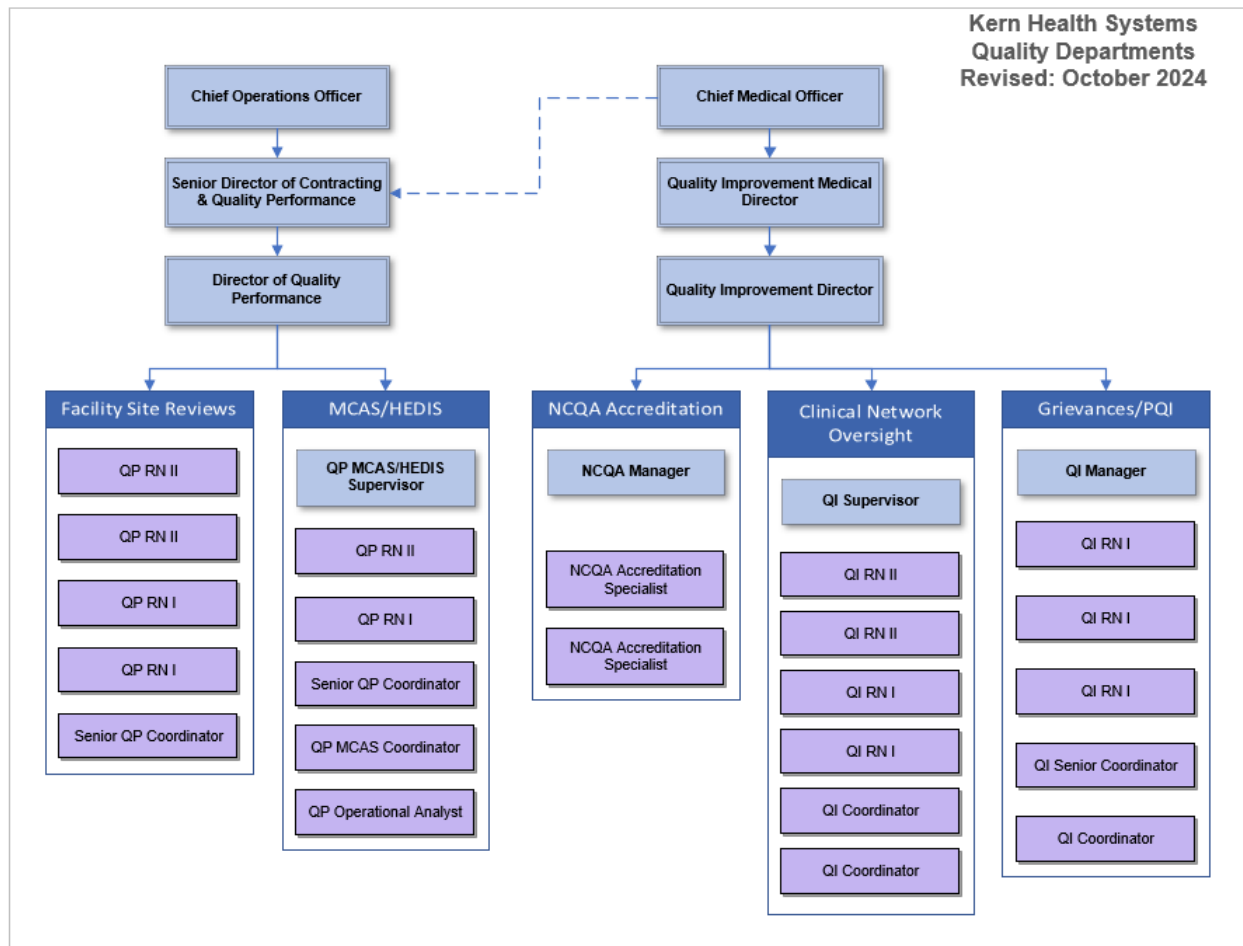 Kern Health Systems
Quality Departments
Revised: October 2024
Chief Operations Officer
Chief Medical Officer
Senior Director of Contracting
& Quality Performance
Quality Improvement Medical
Director
Director of Quality
Performance
Quality Improvement Director
Facility Site Reviews
QP RN II
QP RN II
QP RN I
QP RN I
Senior QP Coordinator
MCAS/HEDIS
QP MCAS/HEDIS
Supervisor
QP RN II
QP RN I
Senior QP Coordinator
QP MCAS Coordinator
QP Operational Analyst
NCQA Accreditation
NCQA Manager
NCQA Accreditation
Specialist
NCQA Accreditation
Specialist
Clinical Network
Oversight
QI Supervisor
QI RN II
QI RN II
QI RN I
QI RN I
QI Coordinator
QI Coordinator
Grievances/PQI
QI Manager
QI RN I
QI RN I
QI RN I
QI Senior Coordinator
QI Coordinator